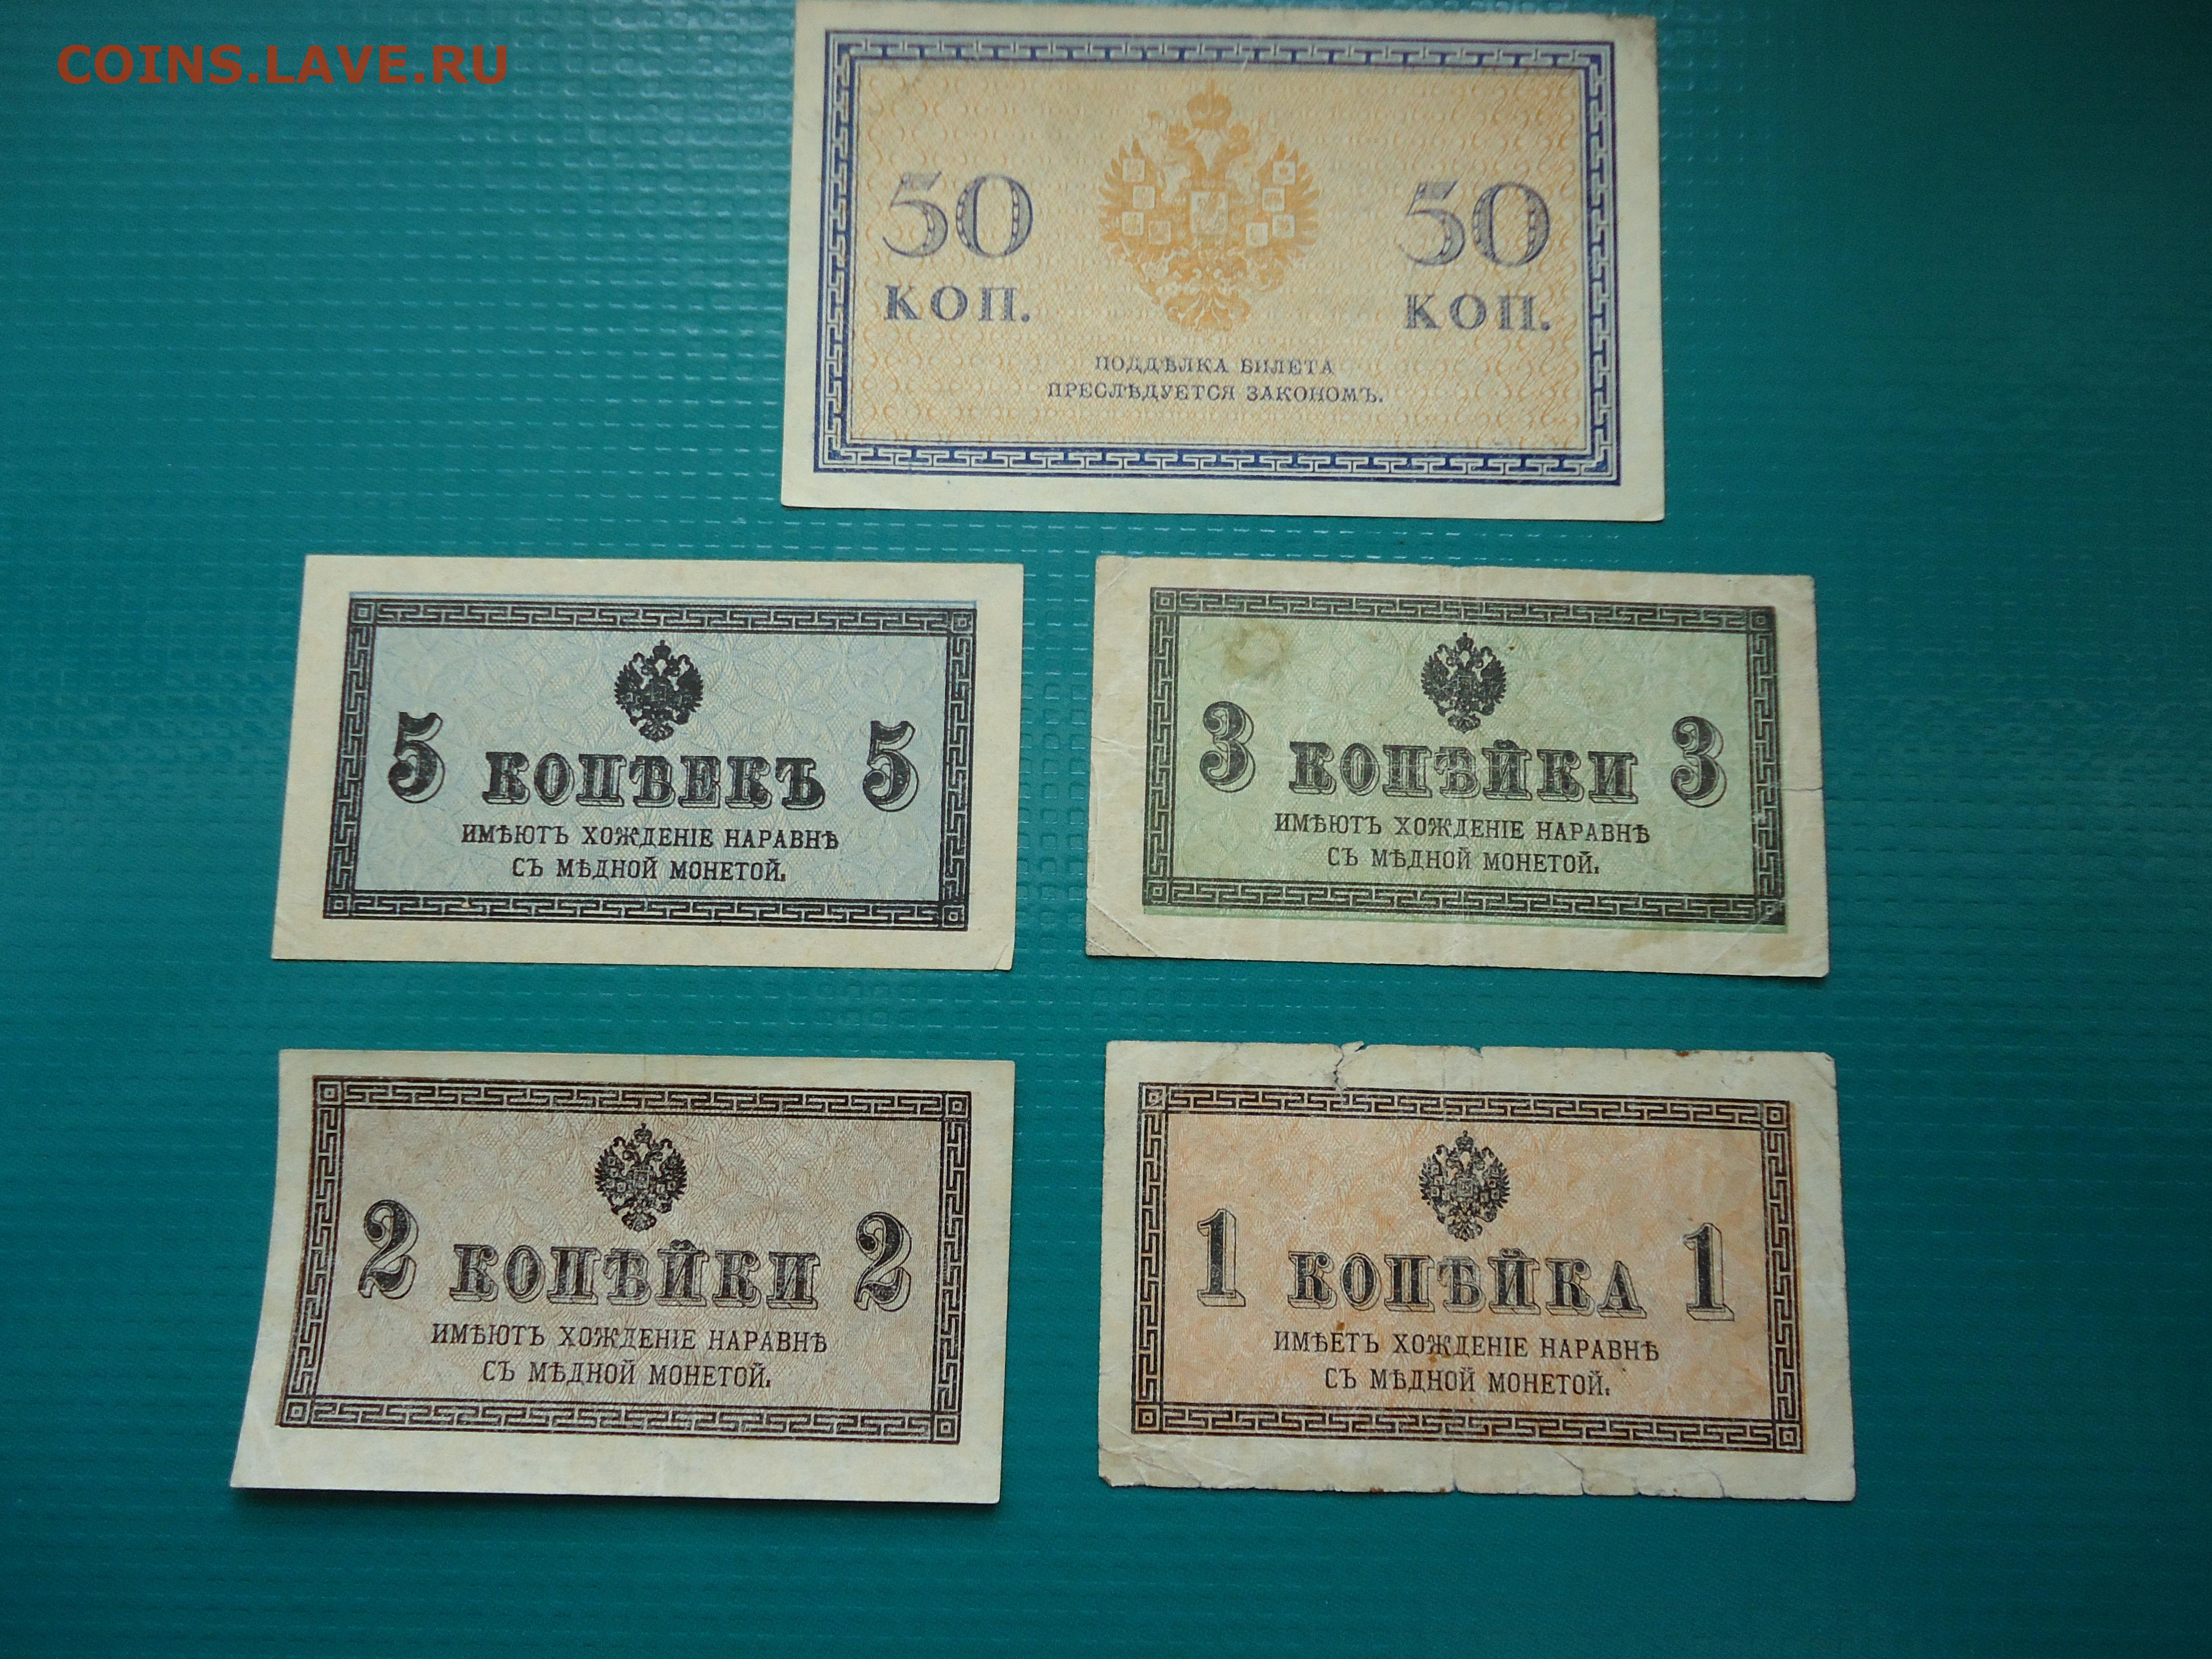 COINS.LAVE.RU
50 50
КОП. КОП.
ПОДДѢЛКА БИЛЕТА
ПРЕСЛѢДУЕТСЯ ЗАКОНОМЪ.
5 КОПѢЕКЪ 5
ИМѢЮТЪ ХОЖДЕНІЕ НАРАВНѢ
СЪ МѢДНОЙ МОНЕТОЙ.
3 КОПѢЙКИ 3
ИМѢЮТЪ ХОЖДЕНІЕ НАРАВНѢ
СЪ МѢДНОЙ МОНЕТОЙ.
2 КОПѢЙКИ 2
ИМѢЮТЪ ХОЖДЕНІЕ НАРАВНѢ
СЪ МѢДНОЙ МОНЕТОЙ.
1 КОПѢЙКА 1
ИМѢЕТЪ ХОЖДЕНІЕ НАРАВНѢ
СЪ МѢДНОЙ МОНЕТОЙ.